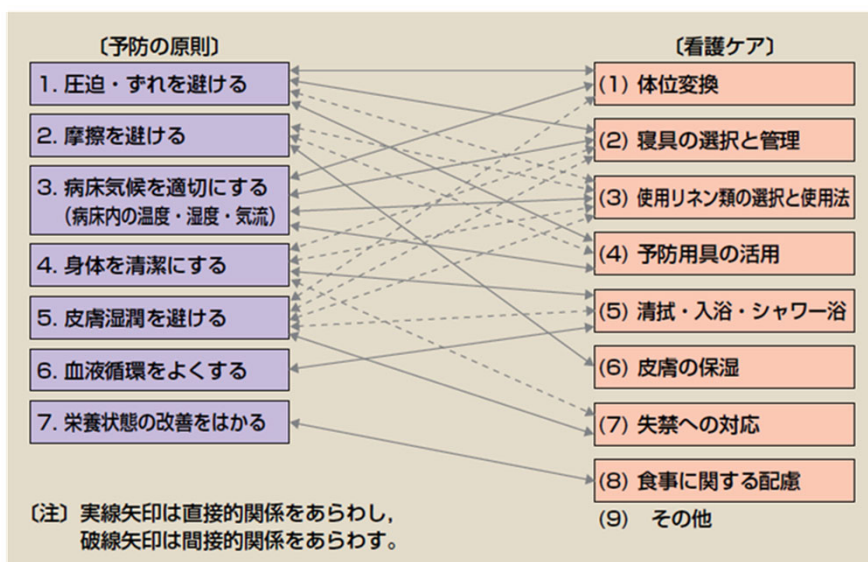 〔予防の原則〕
1. 圧迫・ずれを避ける
2. 摩擦を避ける
3. 病床気候を適切にする
(病床内の温度・湿度・気流)
4. 身体を清潔にする
5. 皮膚湿潤を避ける
6. 血液循環をよくする
7. 栄養状態の改善をはかる
〔看護ケア〕
(1) 体位変換
(2) 寝具の選択と管理
(3) 使用リネン類の選択と使用法
(4) 予防用具の活用
(5) 清拭・入浴・シャワー浴
(6) 皮膚の保湿
(7) 失禁への対応
(8) 食事に関する配慮
(9) その他
〔注〕実線矢印は直接的関係をあらわし,
破線矢印は間接的関係をあらわす。